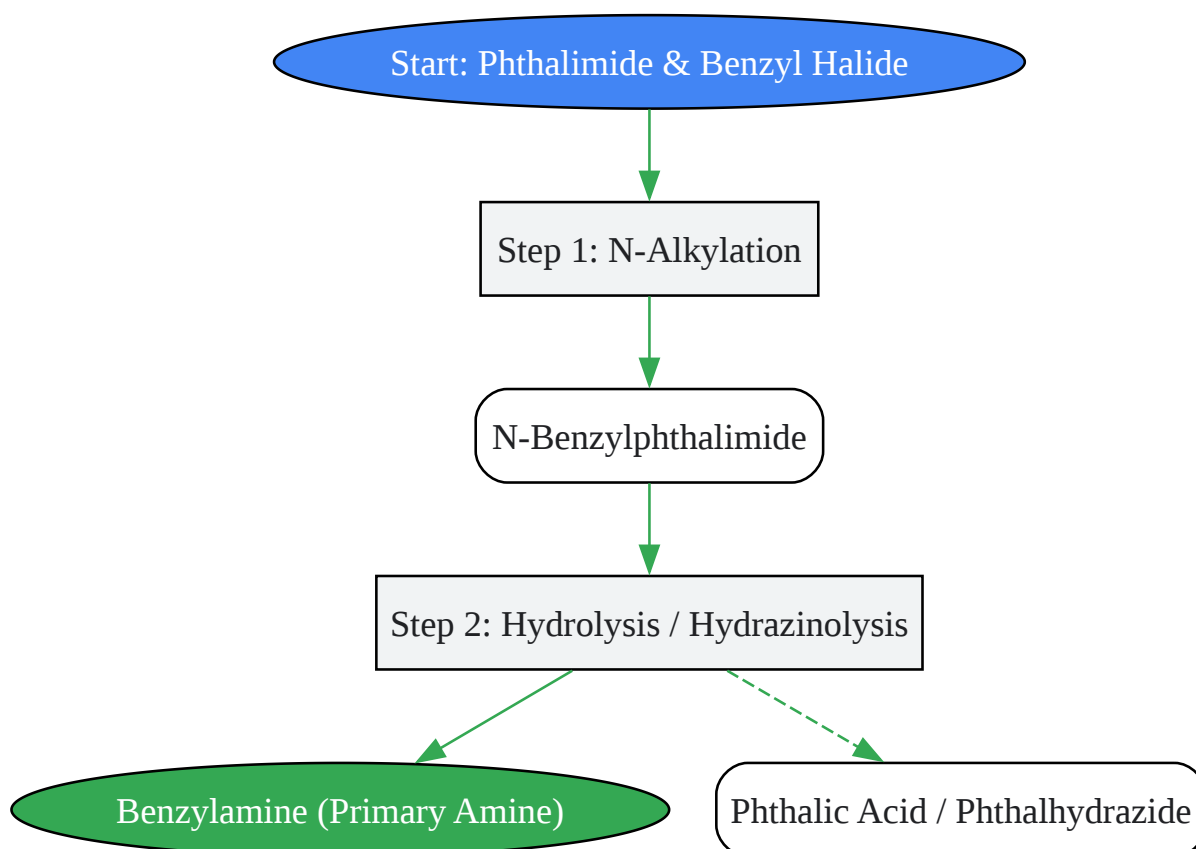 Start: Phthalimide & Benzyl Halide
Step 1: N-Alkylation
N-Benzylphthalimide
Step 2: Hydrolysis / Hydrazinolysis
Benzylamine (Primary Amine)
Phthalic Acid / Phthalhydrazide